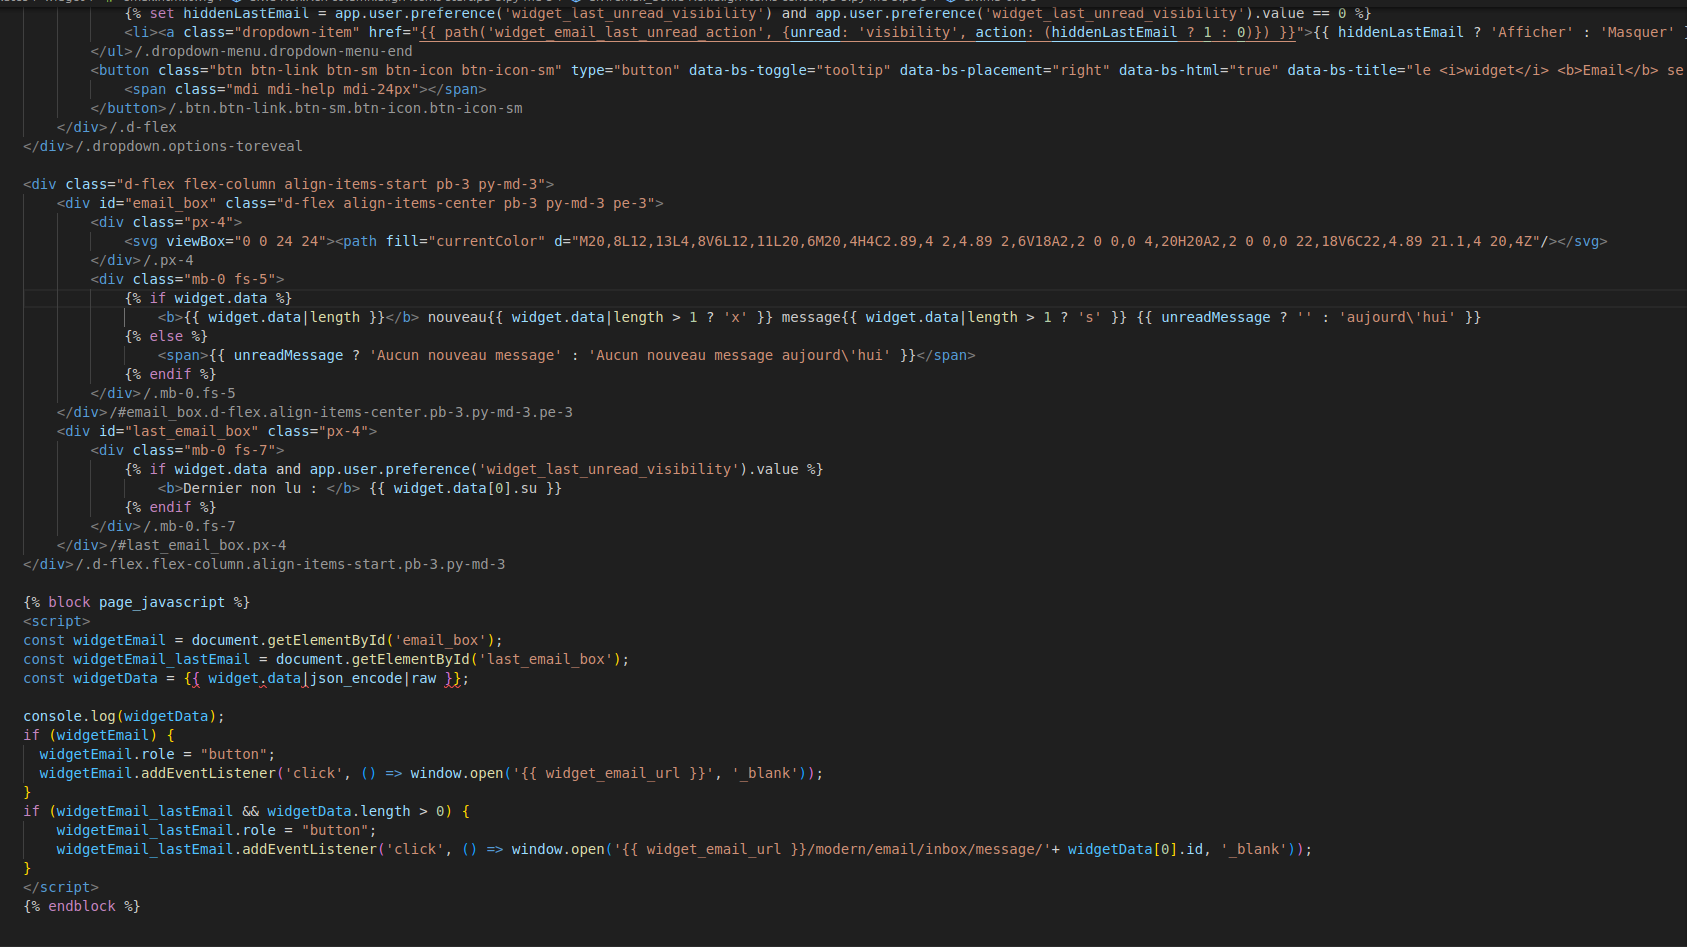 {% set hiddenLastEmail = app.user.preference('widget_last_unread_visibility') and app.user.preference('widget_last_unread_visibility').value == 0 %}
<li><a class="dropdown-item" href="{{ path('widget_email_last_unread_action', {unread: 'visibility', action: (hiddenLastEmail ? 1 : 0)}) }}">{{ hiddenLastEmail ? 'Afficher' : 'Masquer' }
</ul>/.dropdown-menu.dropdown-menu-end
<button class="btn btn-link btn-sm btn-icon btn-icon-sm" type="button" data-bs-toggle="tooltip" data-bs-placement="right" data-bs-html="true" data-bs-title="le <i>widget</i> <b>Email</b> se
<span class="mdi mdi-help mdi-24px"></span>
</button>/.btn.btn-link.btn-sm.btn-icon.btn-icon-sm
</div>/.d-flex
</div>/.dropdown.options-toreveal
<div class="d-flex flex-column align-items-start pb-3 py-md-3">
<div id="email_box" class="d-flex align-items-center pb-3 py-md-3 pe-3">
<div class="px-4">
<svg viewBox="0 0 24 24"><path fill="currentColor" d="M20,8L12,13L4,8V6L12,11L20,6M20,4H4C2.89,4 2,4.89 2,6V18A2,2 0 0,0 4,20H20A2,2 0 0,0 22,18V6C22,4.89 21.1,4 20,4Z"/></svg>
</div>/.px-4
<div class="mb-0 fs-5">
{% if widget.data %}
<b>{{ widget.data|length }}</b> nouveau{{ widget.data|length > 1 ? 'x' }} message{{ widget.data|length > 1 ? 's' }} {{ unreadMessage ? '' : 'aujourd\'hui' }}
{% else %}
<span>{{ unreadMessage ? 'Aucun nouveau message' : 'Aucun nouveau message aujourd\'hui' }}</span>
{% endif %}
</div>/.mb-0.fs-5
</div>/#email_box.d-flex.align-items-center.pb-3.py-md-3.pe-3
<div id="last_email_box" class="px-4">
<div class="mb-0 fs-7">
{% if widget.data and app.user.preference('widget_last_unread_visibility').value %}
<b>Dernier non lu : </b> {{ widget.data[0].su }}
{% endif %}
</div>/.mb-0.fs-7
</div>/#last_email_box.px-4
</div>/.d-flex.flex-column.align-items-start.pb-3.py-md-3
{% block page_javascript %}
<script>
const widgetEmail = document.getElementById('email_box');
const widgetEmail_lastEmail = document.getElementById('last_email_box');
const widgetData = {{ widget.data|json_encode|raw }};
console.log(widgetData);
if (widgetEmail) {
widgetEmail.role = "button";
widgetEmail.addEventListener('click', () => window.open('{{ widget_email_url }}', '_blank'));
}
if (widgetEmail_lastEmail && widgetData.length > 0) {
widgetEmail_lastEmail.role = "button";
widgetEmail_lastEmail.addEventListener('click', () => window.open('{{ widget_email_url }}/modern/email/inbox/message/'+ widgetData[0].id, '_blank'));
}
</script>
{% endblock %}